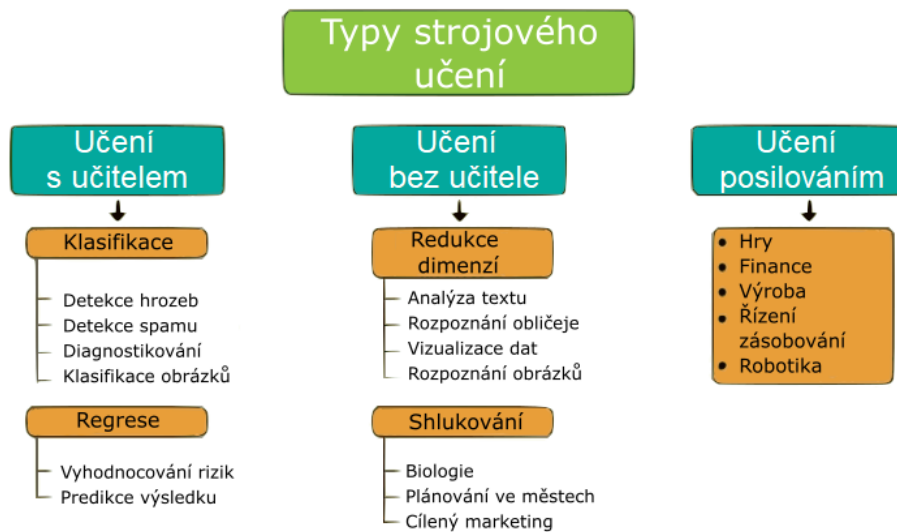 Typy strojového
učení
Učení
s učitelem
Klasifikace
Detekce hrozeb
Detekce spamu
Diagnostikování
Klasifikace obrázků
Regrese
Vyhodnocování rizik
Predikce výsledku
Učení
bez učitele
Redukce
dimenzí
Analýza textu
Rozpoznání obličeje
Vizualizace dat
Rozpoznání obrázků
Shlukování
Biologie
Plánování ve městech
Cílený marketing
Učení
posilováním
• Hry
• Finance
• Výroba
• Řízení
zásobování
• Robotika